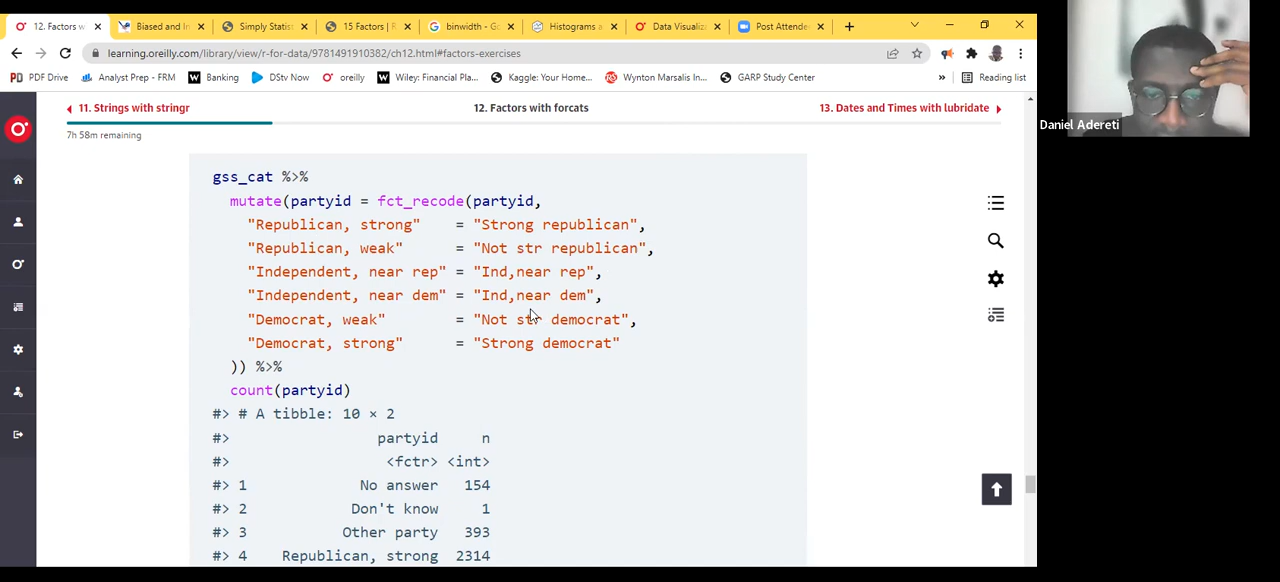 12. Factors w
Biased and In
Simply Statist
15 Factors | R
binwidth - Go
Histograms a
Data Visualiz
Post Attende
learning.oreilly.com/library/view/r-for-data/9781491910382/ch12.html#factors-exercises
PDF Drive
Analyst Prep - FRM
Banking
DStv Now
oreilly
Wiley: Financial Pla...
Kaggle: Your Home...
Wynton Marsalis in...
GARP Study Center
»
Reading list
11. Strings with stringr
12. Factors with forcats
13. Dates and Times with lubridate
7h 58m remaining
gss_cat %>%
mutate(partyid = fct_recode(partyid,
"Republican, strong" = "Strong republican",
"Republican, weak" = "Not str republican",
"Independent, near rep" = "Ind,near rep",
"Independent, near dem" = "Ind,near dem",
"Democrat, weak" = "Not str democrat",
"Democrat, strong" = "Strong democrat"
)) %>%
count(partyid)
#> # A tibble: 10 × 2
#> partyid n
#> <fctr> <int>
#> 1 No answer 154
#> 2 Don't know 1
#> 3 Other party 393
#> 4 Republican, strong 2314
Daniel Adereti